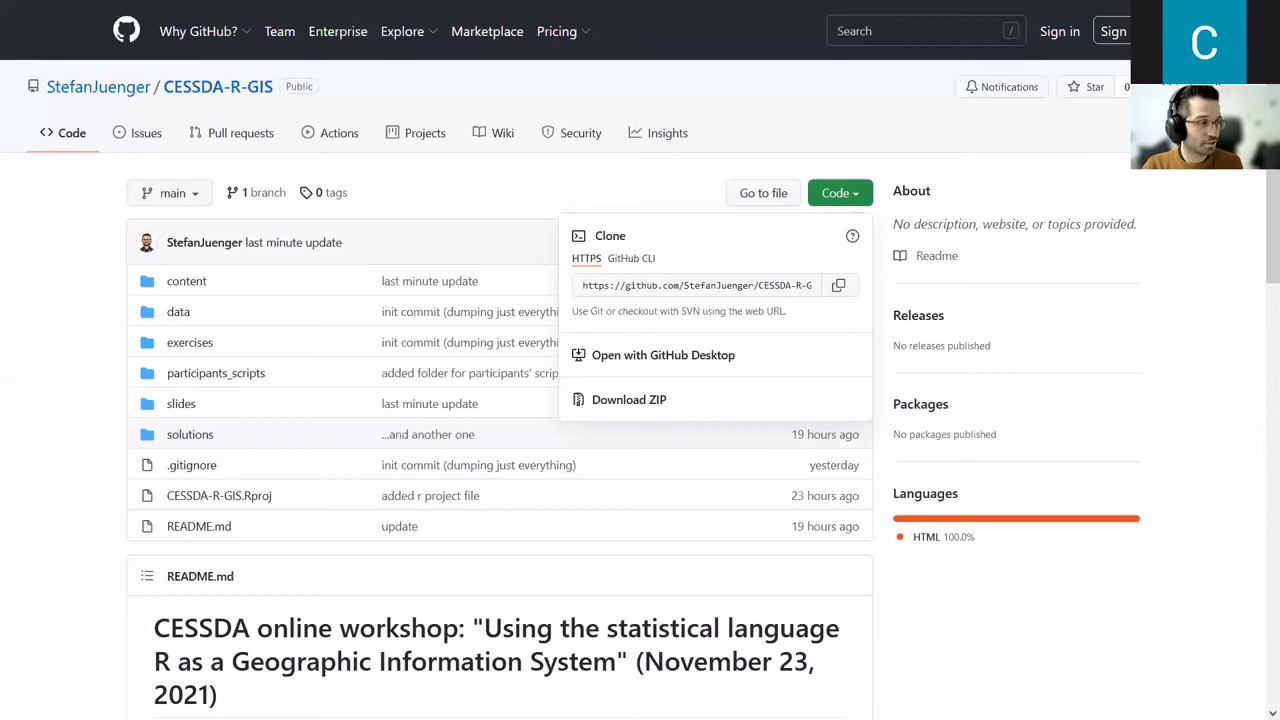 Why GitHub? Team Enterprise Explore Marketplace Pricing Search / Sign in Sign
C
StefanJuenger / CESSDA-R-GIS Public Notifications Star 0
Code Issues Pull requests Actions Projects Wiki Security Insights
main 1 branch 0 tags Go to file Code
StefanJuenger last minute update
content last minute update
data init commit (dumping just everythi
exercises init commit (dumping just everythi
participants_scripts added folder for participants' scrip
slides last minute update
solutions ...and another one 19 hours ago
.gitignore init commit (dumping just everything) yesterday
CESSDA-R-GIS.Rproj added r project file 23 hours ago
README.md update 19 hours ago
Clone
HTTPS GitHub CLI
https://github.com/StefanJuenger/CESSDA-R-G
Use Git or checkout with SVN using the web URL.
Open with GitHub Desktop
Download ZIP
README.md
CESSDA online workshop: "Using the statistical language
R as a Geographic Information System" (November 23,
2021)
About
No description, website, or topics provided.
Readme
Releases
No releases published
Packages
No packages published
Languages
HTML 100.0%